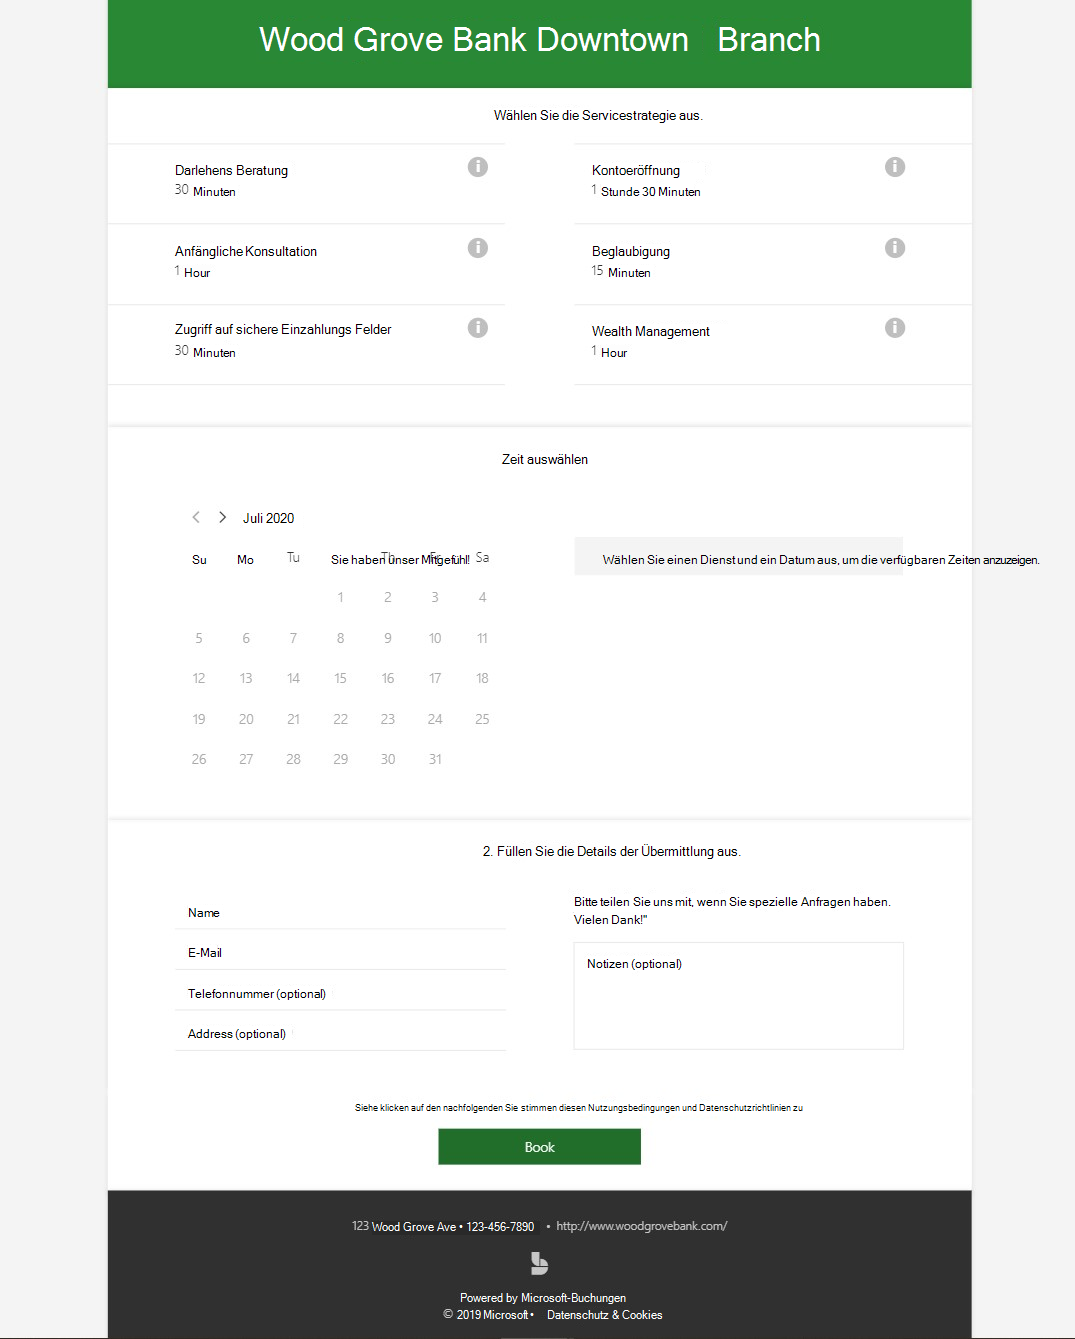 Wood Grove Bank Downtown Branch
Wählen Sie die Servicestrategie aus.
Darlehens Beratung
30 Minuten
Kontoeröffnung
1 Stunde 30 Minuten
Anfängliche Konsultation
1 Hour
Beglaubigung
15 Minuten
Zugriff auf sichere Einzahlungs Felder
30 Minuten
Wealth Management
1 Hour
Zeit auswählen
Juli 2020
Su Mo Tu Sie haben unser Mitgefühl! Th Fr Sa
1 2 3 4
5 6 7 8 9 10 11
12 13 14 15 16 17 18
19 20 21 22 23 24 25
26 27 28 29 30 31
Wählen Sie einen Dienst und ein Datum aus, um die verfügbaren Zeiten anzuzeigen.
2. Füllen Sie die Details der Übermittlung aus.
Name
E-Mail
Telefonnummer (optional)
Address (optional)
Bitte teilen Sie uns mit, wenn Sie spezielle Anfragen haben.
Vielen Dank!"
Notizen (optional)
Siehe klicken auf den nachfolgenden Sie stimmen diesen Nutzungsbedingungen und Datenschutzrichtlinien zu
Book
123 Wood Grove Ave • 123-456-7890 • http://www.woodgrovebank.com/
Powered by Microsoft-Buchungen
© 2019 Microsoft • Datenschutz & Cookies